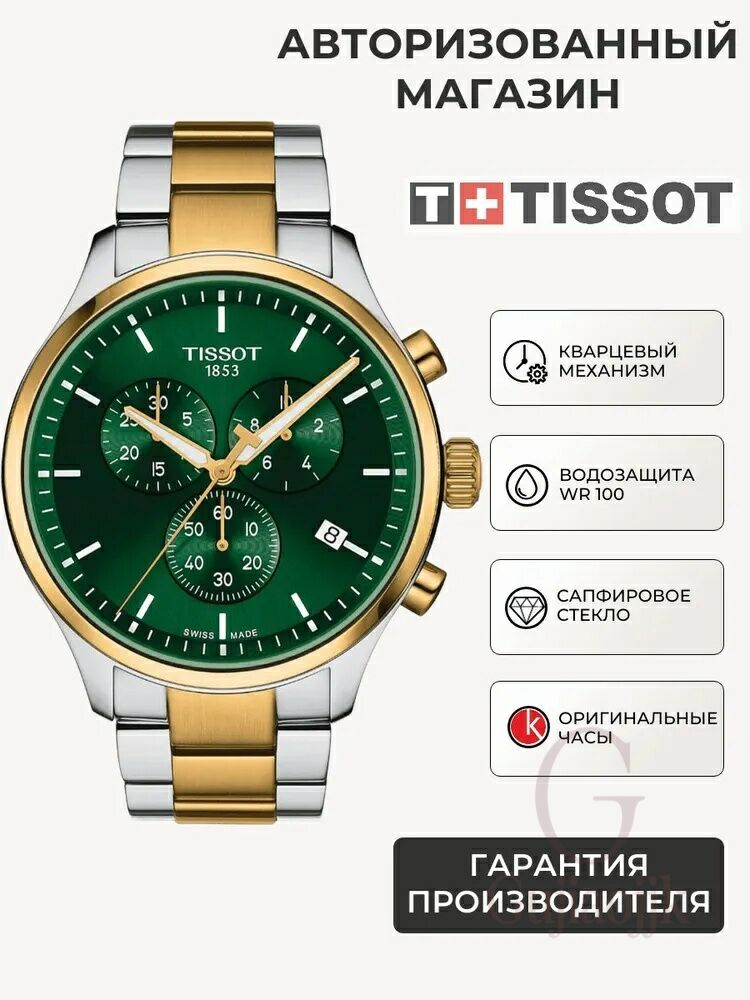 АВТОРИЗОВАННЫЙ
МАГАЗИН
T+ TISSOT
TISSOT
1853
30
25 5
20
15
10
2
6 4
60
50 10
40 20
30
8
SWISS MADE
КВАРЦЕВЫЙ
МЕХАНИЗМ
ВОДОЗАЩИТА
WR 100
САПФИРОВОЕ
СТЕКЛО
k
ОРИГИНАЛЬНЫЕ
ЧАСЫ
G
ГАРАНТИЯ
ПРОИЗВОДИТЕЛЯ